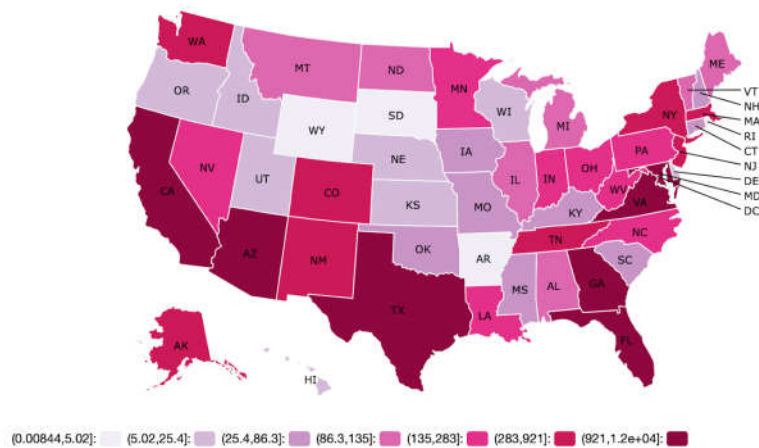 WA
MT
ND
MN
ME
VT
NH
OR
ID
SD
WI
NY
MA
WY
MI
RI
CT
IA
PA
NE
NJ
NV
IL
IN
OH
DE
UT
MD
CO
WV
VA
DC
CA
KS
MO
KY
NC
TN
AZ
OK
NM
AR
SC
MS
AL
GA
TX
LA
AK
FL
HI
(0.00844,5.02]: (5.02,25.4]: (25.4,86.3]: (86.3,135]: (135,283]: (283,921]: (921,1.2e+04]: